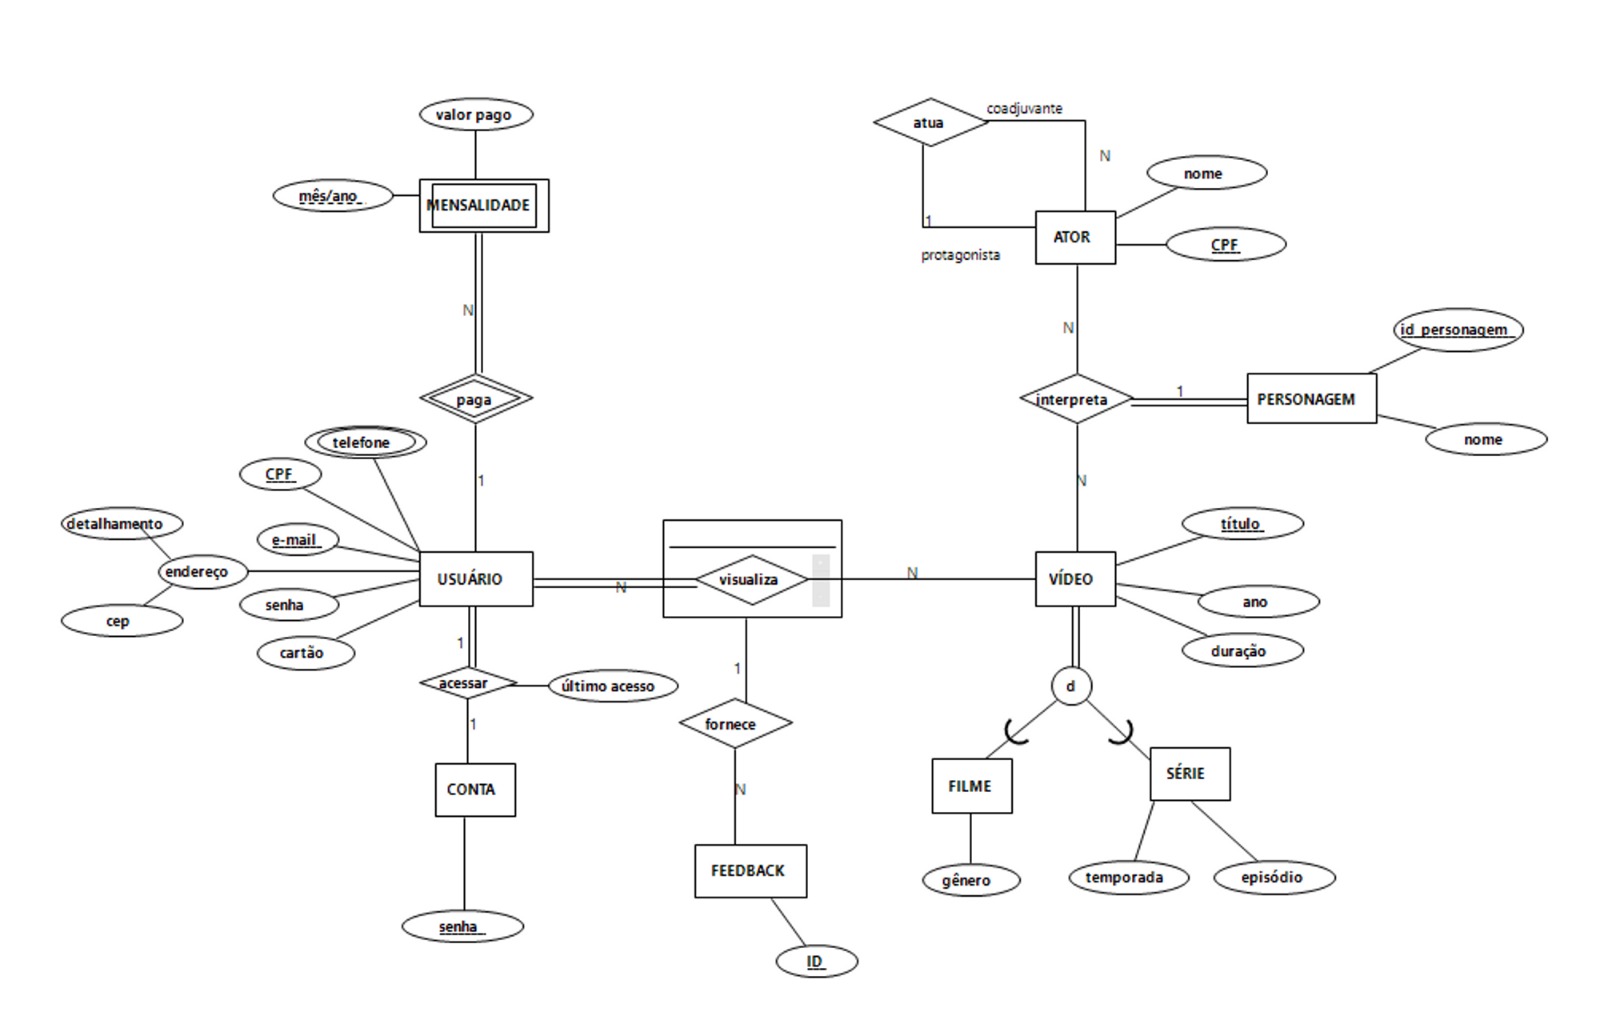 valor pago
mês/ano
MENSALIDADE
N
paga
1
telefone
CPF
detalhamento
e-mail
endereço
senha
cep
cartão
USUÁRIO
N
visualiza
N
1
acessar
último acesso
1
CONTA
senha
1
fornece
N
FEEDBACK
ID
coadjuvante
atua
N
nome
1
ATOR
CPF
protagonista
N
id_personagem
interpreta
1
PERSONAGEM
nome
N
título
VÍDEO
ano
duração
d
FILME
SÉRIE
gênero
temporada
episódio